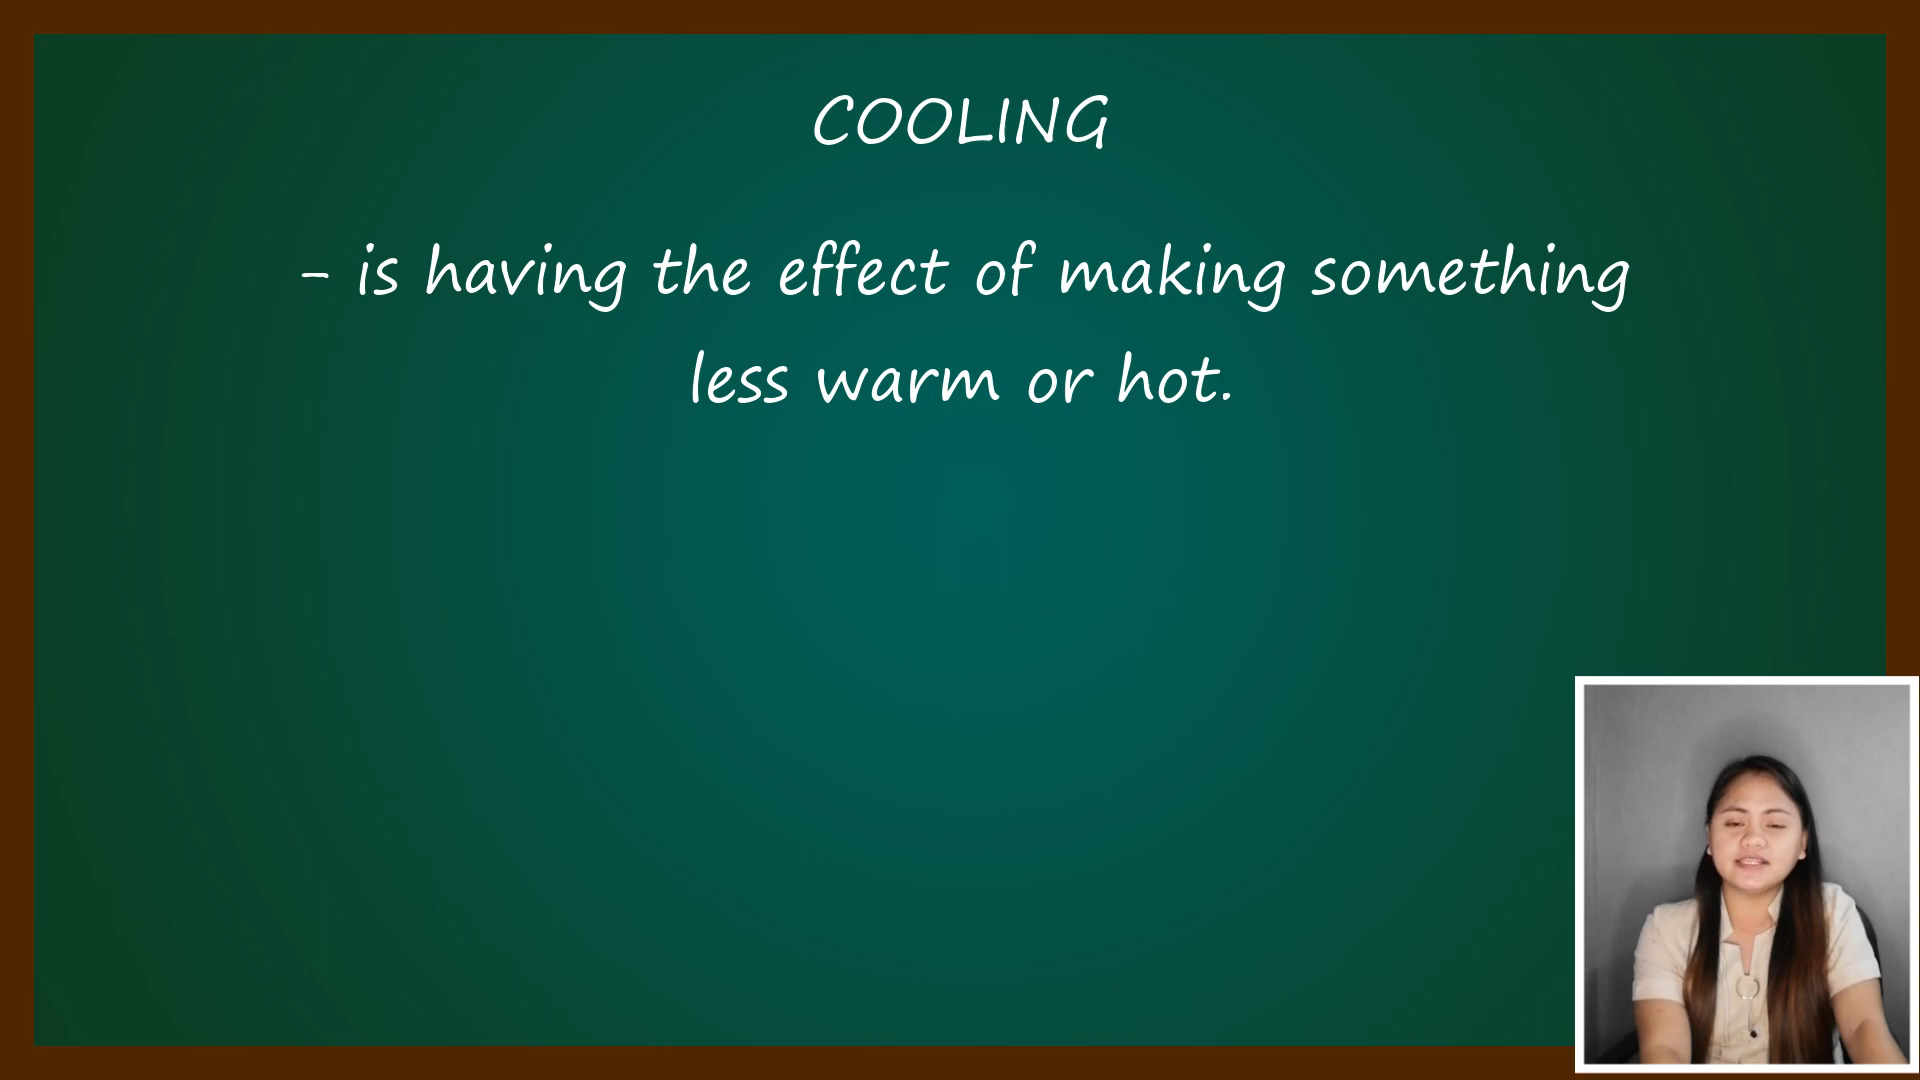 COOLING
- is having the effect of making something
less warm or hot.